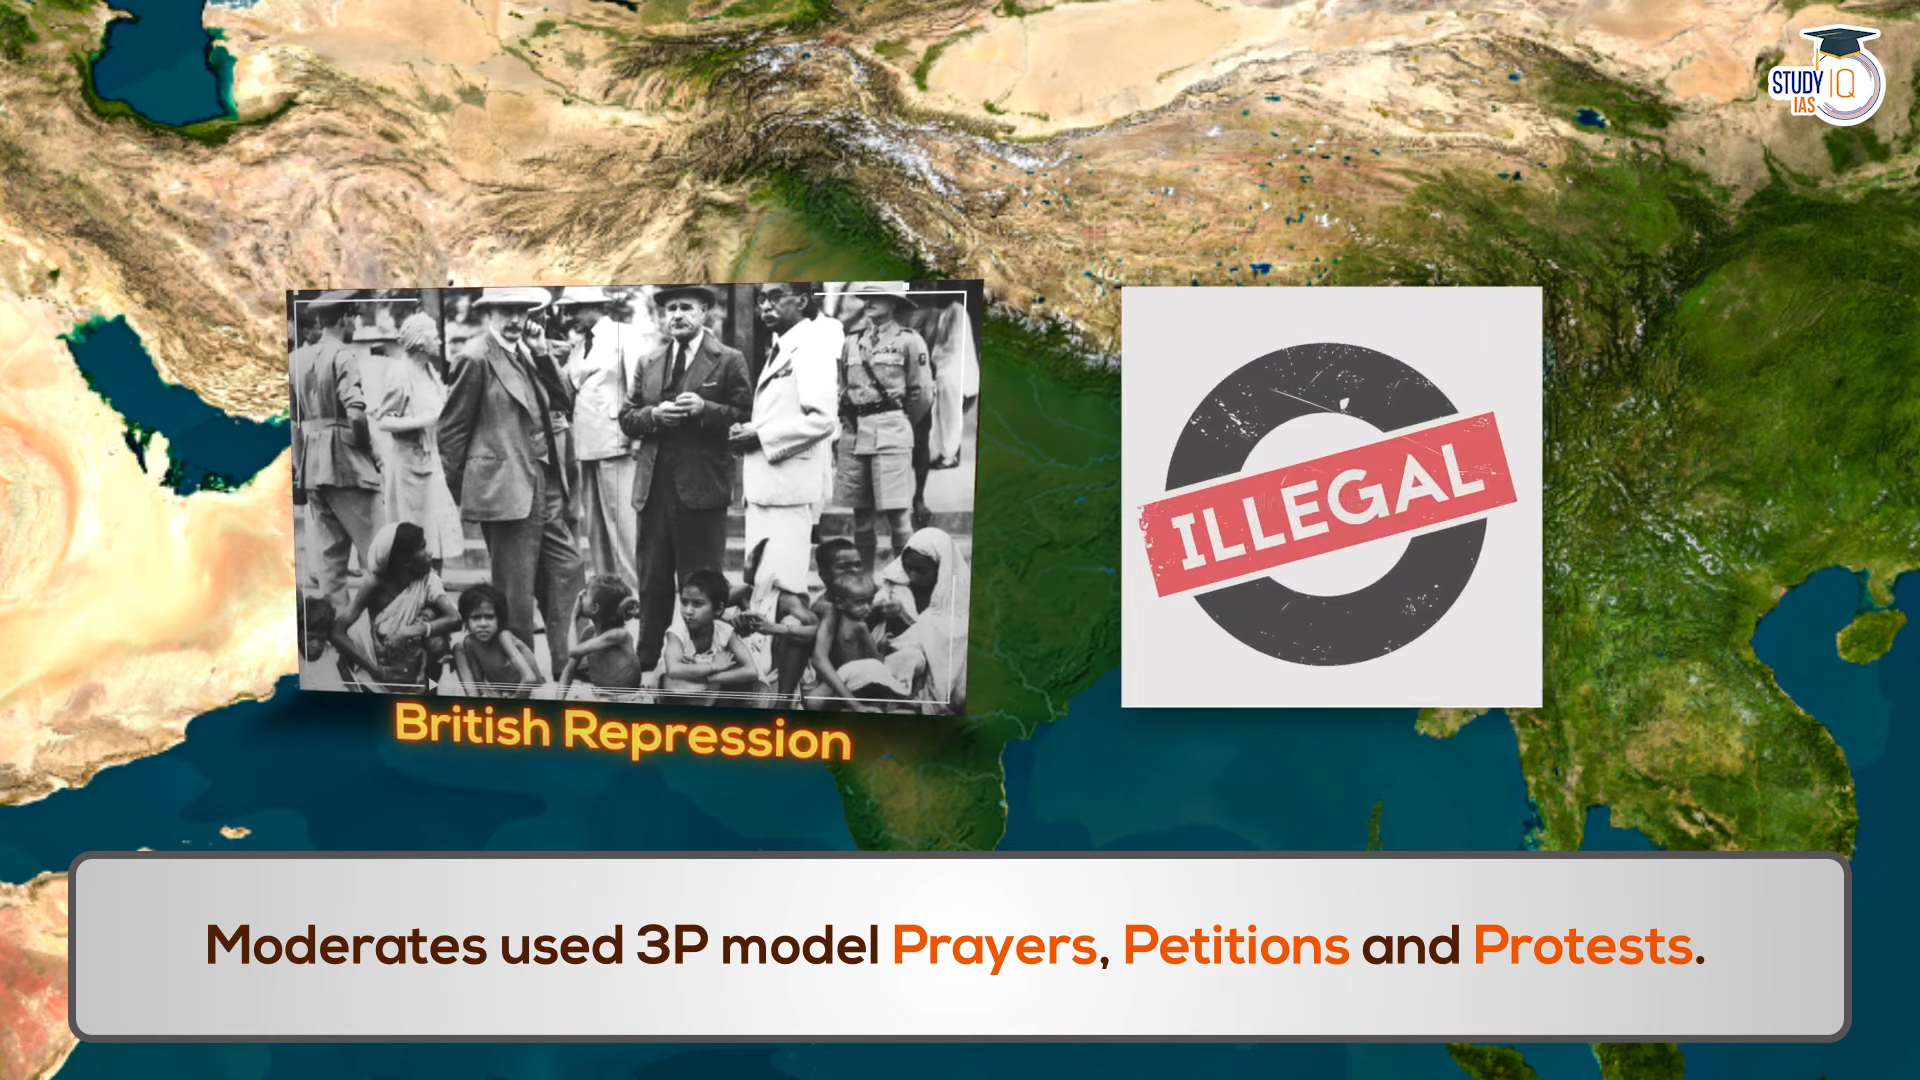 STUDY IQ
IAS
ILLEGAL
British Repression
Moderates used 3P model Prayers, Petitions and Protests.